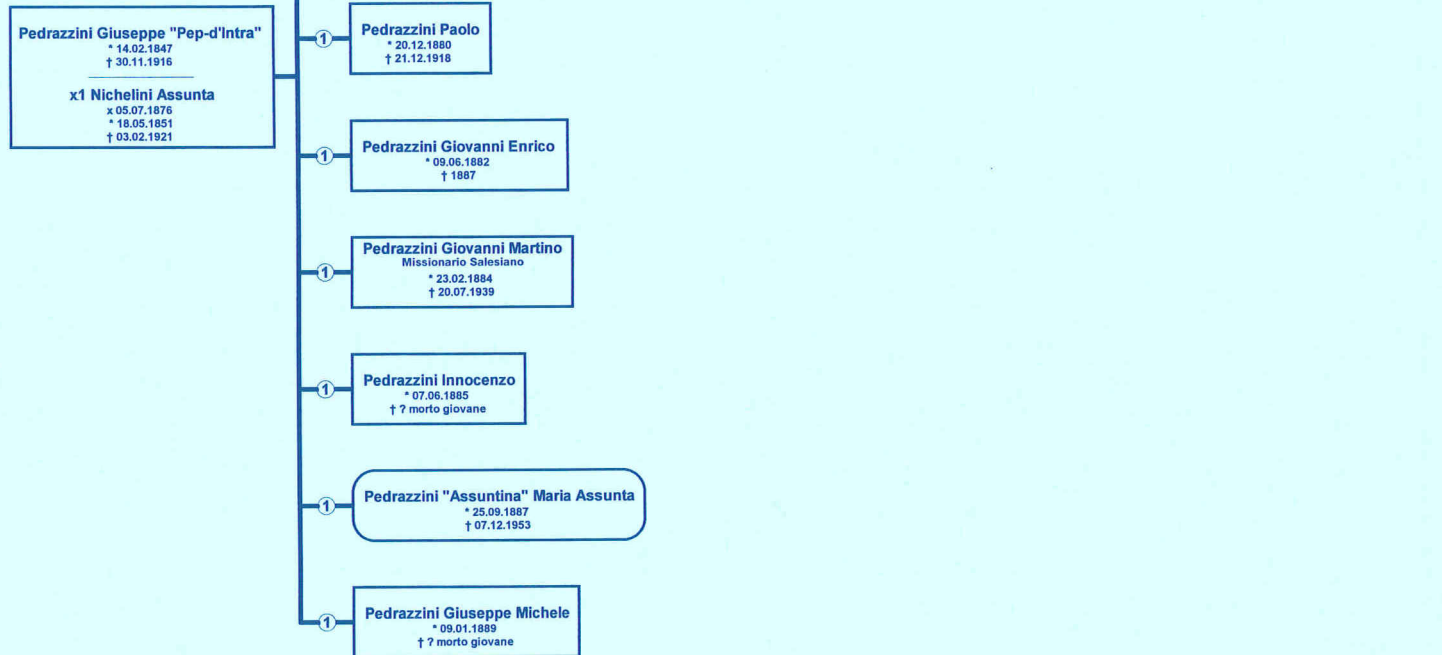 Pedrazzini Giuseppe "Pep-d'Intra"
* 14.02.1847
† 30.11.1916
x1 Nichelini Assunta
x 05.07.1876
* 18.05.1851
† 03.02.1921
1
Pedrazzini Paolo
* 20.12.1880
† 21.12.1918
1
Pedrazzini Giovanni Enrico
* 09.06.1882
† 1887
1
Pedrazzini Giovanni Martino
Missionario Salesiano
* 23.02.1884
† 20.07.1939
1
Pedrazzini Innocenzo
* 07.06.1885
† ? morto giovane
1
Pedrazzini "Assuntina" Maria Assunta
* 25.09.1887
† 07.12.1953
1
Pedrazzini Giuseppe Michele
* 09.01.1889
† ? morto giovane